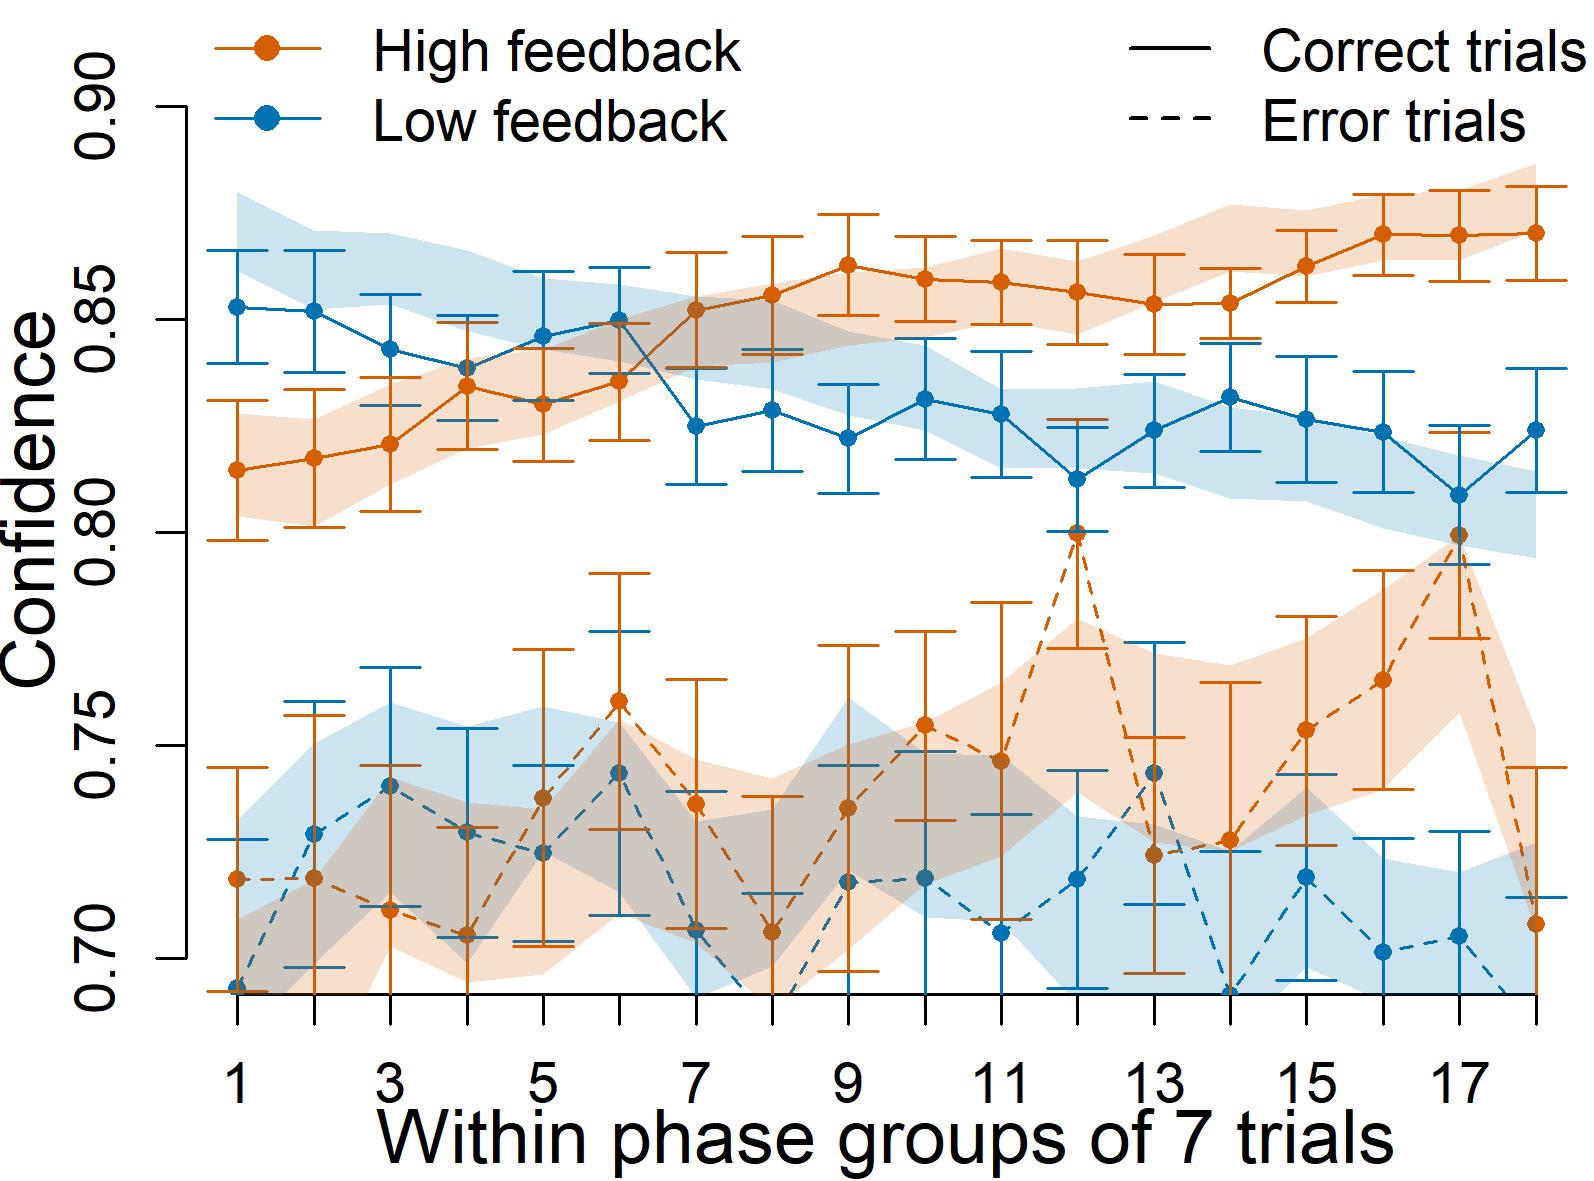 High feedback
Low feedback
Correct trials
Error trials
Confidence
0.90
0.85
0.80
0.75
0.70
1 3 5 7 9 11 13 15 17
Within phase groups of 7 trials